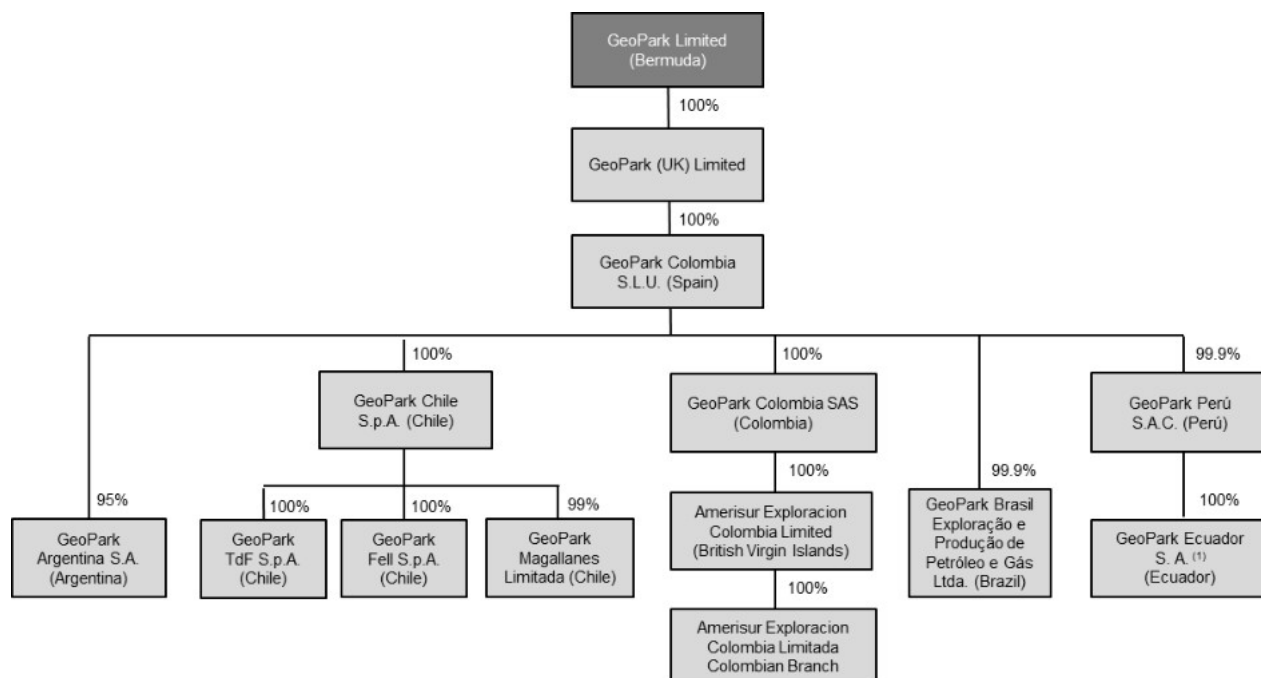 GeoPark Limited
(Bermuda)
100%
GeoPark (UK) Limited
100%
GeoPark Colombia
S.L.U. (Spain)
100%
100%
99.9%
GeoPark Chile
S.p.A. (Chile)
GeoPark Colombia SAS
(Colombia)
GeoPark Perú
S.A.C. (Perú)
95%
100%
100%
99%
100%
99.9%
100%
GeoPark
Argentina S.A.
(Argentina)
GeoPark
TdF S.p.A.
(Chile)
GeoPark
Fell S.p.A.
(Chile)
GeoPark
Magallanes
Limitada (Chile)
Amerisur Exploracion
Colombia Limited
(British Virgin Islands)
GeoPark Brasil
Exploração e
Produção de
Petróleo e Gás
Ltda. (Brazil)
GeoPark Ecuador
S. A. (1)
(Ecuador)
100%
Amerisur Exploracion
Colombia Limitada
Colombian Branch